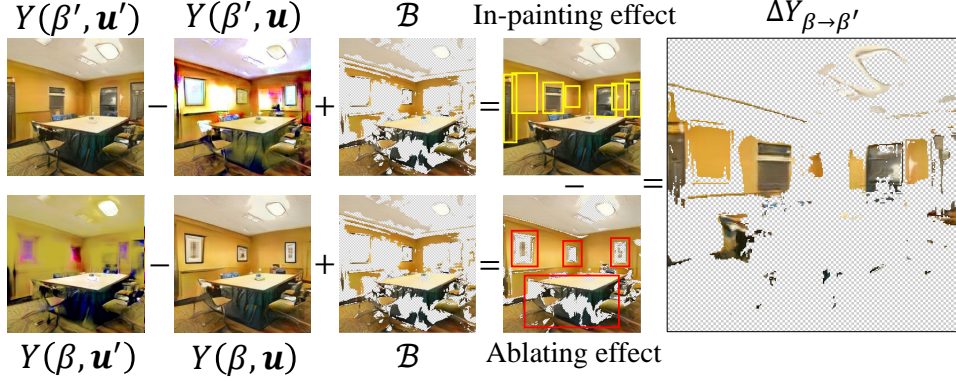 Y(β′, u′) Y(β′, u) ℬ In-painting effect ΔY_{β→β′}
− + =
− =
− + =
Y(β, u′) Y(β, u) ℬ Ablating effect